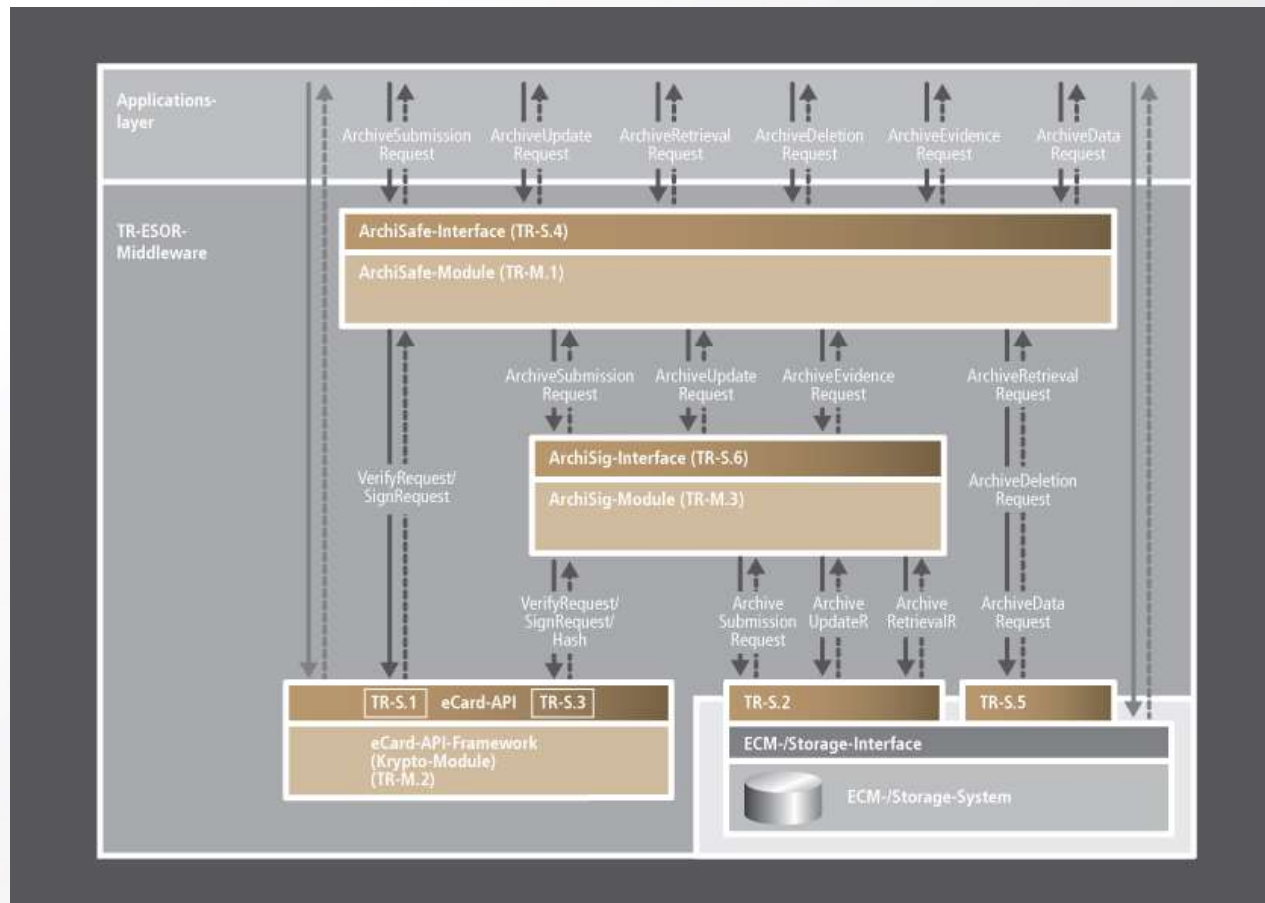 Applications-
layer
ArchiveSubmission
Request
ArchiveUpdate
Request
ArchiveRetrieval
Request
ArchiveDeletion
Request
ArchiveEvidence
Request
ArchiveData
Request
TR-ESOR-
Middleware
ArchiSafe-Interface (TR-S.4)
ArchiSafe-Module (TR-M.1)
ArchiveSubmission
Request
ArchiveUpdate
Request
ArchiveEvidence
Request
ArchiveRetrieval
Request
VerifyRequest/
SignRequest
ArchiSig-Interface (TR-S.6)
ArchiSig-Module (TR-M.3)
ArchiveDeletion
Request
VerifyRequest/
SignRequest/
Hash
Archive
Submission
Request
Archive
UpdateR
Archive
RetrievalR
ArchiveData
Request
TR-S.1 eCard-API TR-S.3
eCard-API-Framework
(Krypto-Module)
(TR-M.2)
TR-S.2
TR-S.5
ECM-/Storage-Interface
ECM-/Storage-System